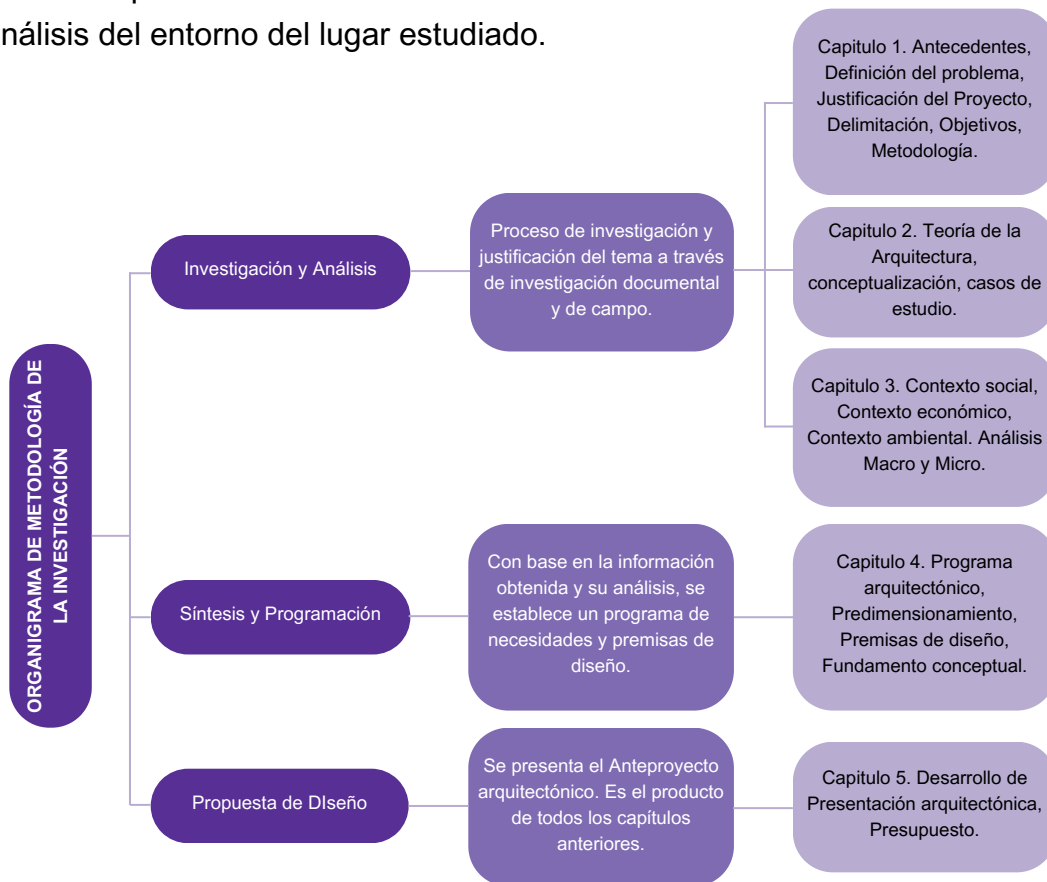 nálisis del entorno del lugar estudiado.
Capitulo 1. Antecedentes,
Definición del problema,
Justificación del Proyecto,
Delimitación, Objetivos,
Metodología.
Proceso de investigación y
justificación del tema a través
de investigación documental
y de campo.
Investigación y Análisis
Capitulo 2. Teoría de la
Arquitectura,
conceptualización, casos de
estudio.
Capitulo 3. Contexto social,
Contexto económico,
Contexto ambiental. Análisis
Macro y Micro.
ORGANIGRAMA DE METODOLOGÍA DE
LA INVESTIGACIÓN
Síntesis y Programación
Con base en la información
obtenida y su análisis, se
establece un programa de
necesidades y premisas de
diseño.
Capitulo 4. Programa
arquitectónico,
Predimensionamiento,
Premisas de diseño,
Fundamento conceptual.
Propuesta de DIseño
Se presenta el Anteproyecto
arquitectónico. Es el producto
de todos los capítulos
anteriores.
Capitulo 5. Desarrollo de
Presentación arquitectónica,
Presupuesto.